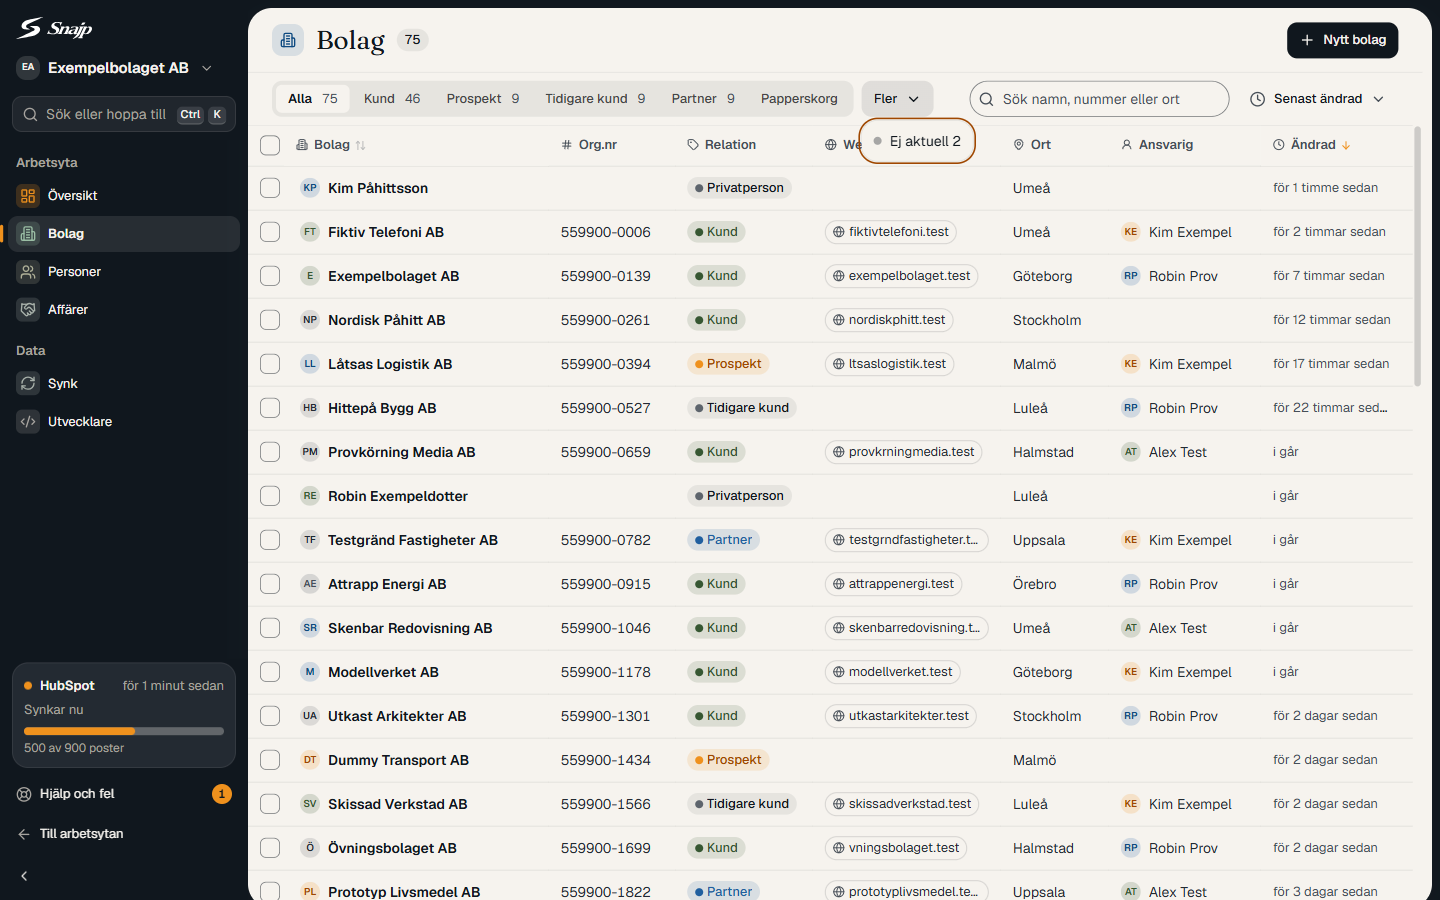 Snajp
EA Exempelbolaget AB
Sök eller hoppa till Ctrl K
Arbetsyta
Översikt
Bolag
Personer
Affärer
Data
Synk
Utvecklare
HubSpot för 1 minut sedan
Synkar nu
500 av 900 poster
Hjälp och fel 1
Till arbetsytan
Bolag 75
Nytt bolag
Alla 75 Kund 46 Prospekt 9 Tidigare kund 9 Partner 9 Papperskorg Fler
Sök namn, nummer eller ort
Senast ändrad
Ej aktuell 2
Bolag Org.nr Relation We Ort Ansvarig Ändrad
KP Kim Påhittsson Privatperson Umeå för 1 timme sedan
FT Fiktiv Telefoni AB 559900-0006 Kund fiktivtelefoni.test Umeå KE Kim Exempel för 2 timmar sedan
E Exempelbolaget AB 559900-0139 Kund exempelbolaget.test Göteborg RP Robin Prov för 7 timmar sedan
NP Nordisk Påhitt AB 559900-0261 Kund nordiskphitt.test Stockholm för 12 timmar sedan
LL Låtsas Logistik AB 559900-0394 Prospekt ltsaslogistik.test Malmö KE Kim Exempel för 17 timmar sedan
HB Hittepå Bygg AB 559900-0527 Tidigare kund Luleå RP Robin Prov för 22 timmar sed...
PM Provkörning Media AB 559900-0659 Kund provkrningmedia.test Halmstad AT Alex Test i går
RE Robin Exempeldotter Privatperson Luleå i går
TF Testgränd Fastigheter AB 559900-0782 Partner testgrndfastigheter.t... Uppsala KE Kim Exempel i går
AE Attrapp Energi AB 559900-0915 Kund attrappenergi.test Örebro RP Robin Prov i går
SR Skenbar Redovisning AB 559900-1046 Kund skenbarredovisning.t... Umeå AT Alex Test i går
M Modellverket AB 559900-1178 Kund modellverket.test Göteborg KE Kim Exempel i går
UA Utkast Arkitekter AB 559900-1301 Kund utkastarkitekter.test Stockholm RP Robin Prov för 2 dagar sedan
DT Dummy Transport AB 559900-1434 Prospekt Malmö för 2 dagar sedan
SV Skissad Verkstad AB 559900-1566 Tidigare kund skissadverkstad.test Luleå KE Kim Exempel för 2 dagar sedan
Ö Övningsbolaget AB 559900-1699 Kund vningsbolaget.test Halmstad RP Robin Prov för 2 dagar sedan
PL Prototyp Livsmedel AB 559900-1822 Partner prototyplivsmedel.te... Uppsala AT Alex Test för 3 dagar sedan